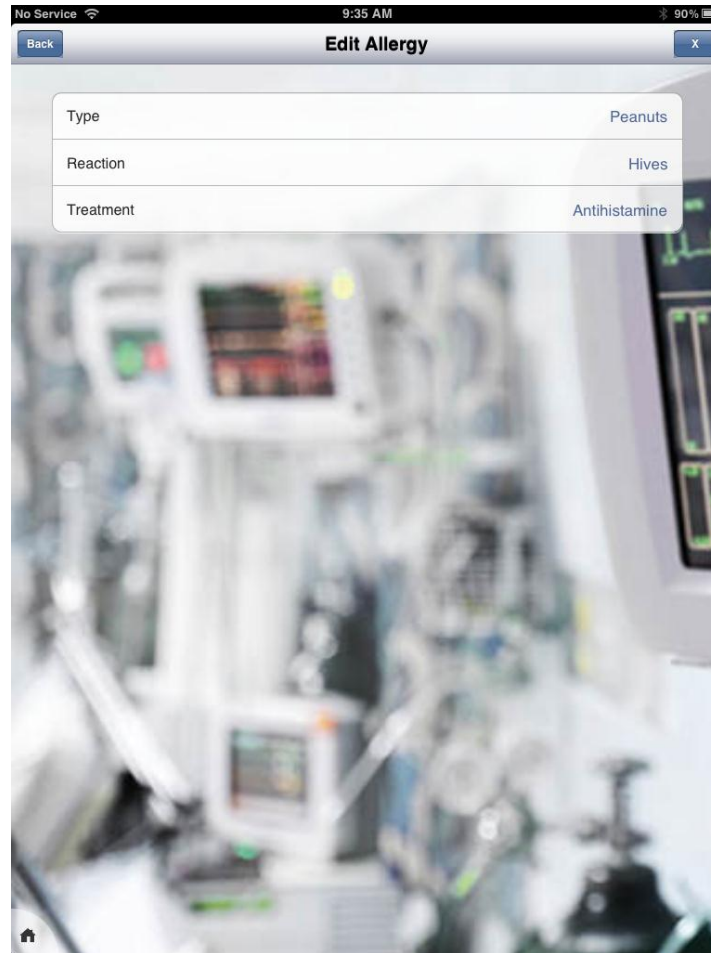 No Service 9:35 AM 90%
Back Edit Allergy X
Type Peanuts
Reaction Hives
Treatment Antihistamine